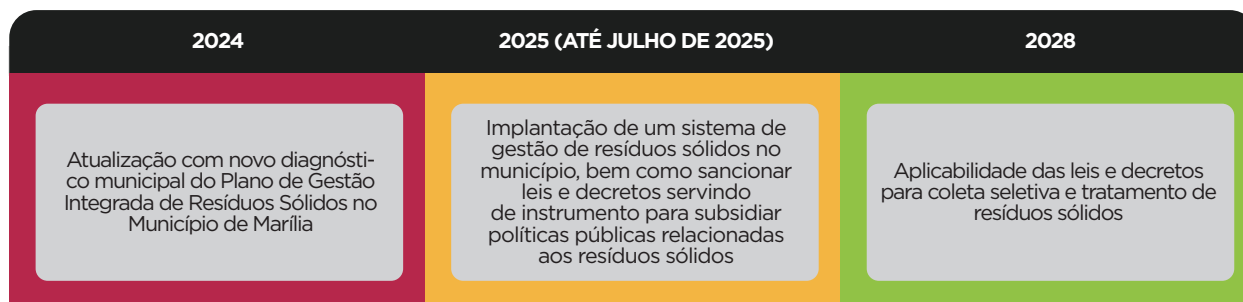 2024
Atualização com novo diagnósti-
co municipal do Plano de Gestão
Integrada de Resíduos Sólidos no
Município de Marília
2025 (ATÉ JULHO DE 2025)
Implantação de um sistema de
gestão de resíduos sólidos no
município, bem como sancionar
leis e decretos servindo
de instrumento para subsidiar
políticas públicas relacionadas
aos resíduos sólidos
2028
Aplicabilidade das leis e decretos
para coleta seletiva e tratamento de
resíduos sólidos